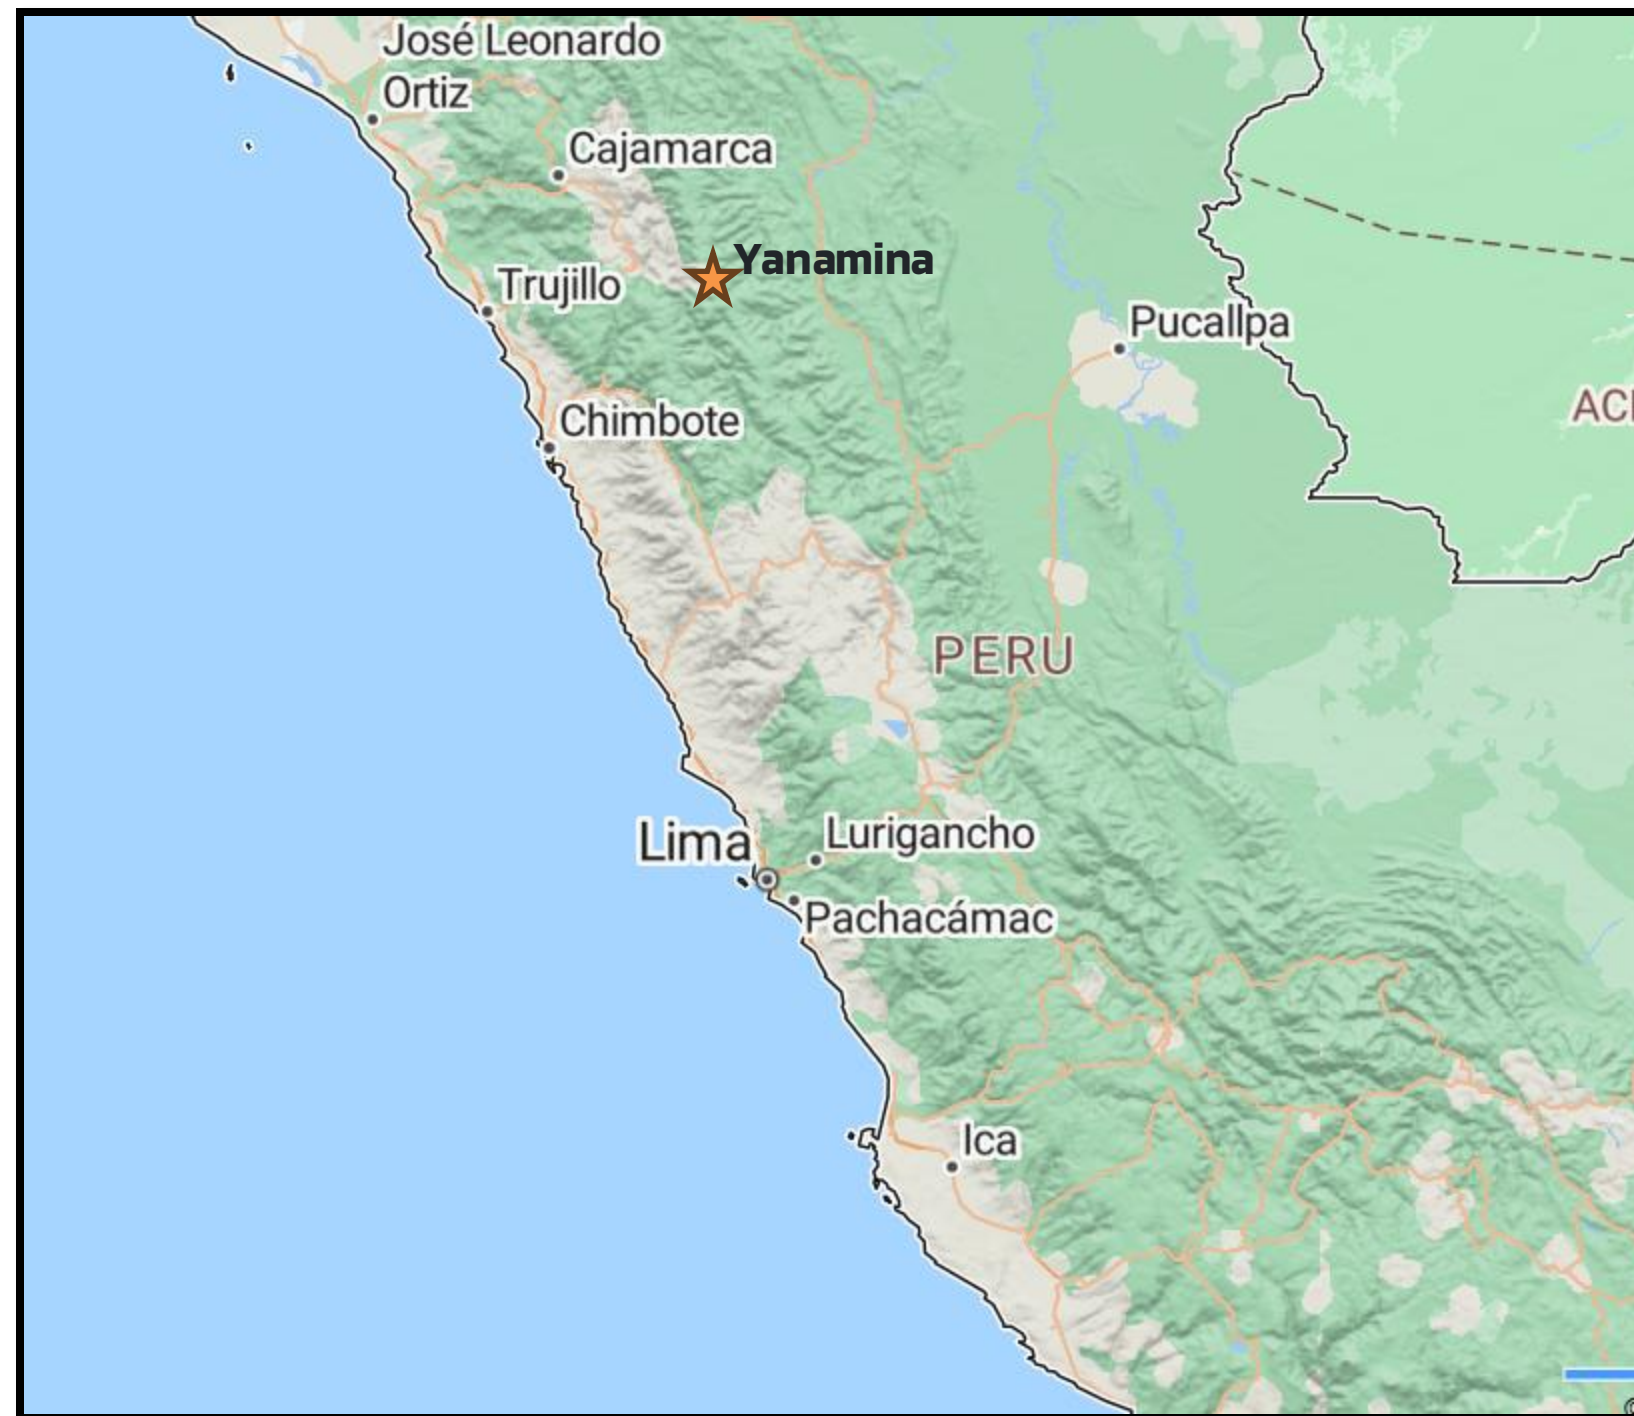 José Leonardo
Ortiz
Cajamarca
Yanamina
Trujillo
Pucallpa
Chimbote
PERU
Lima
Lurigancho
Pachacámac
Ica